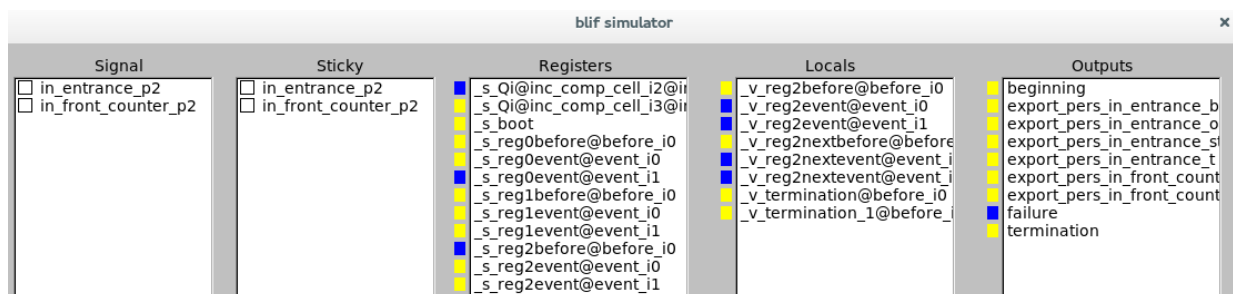 blif simulator
Signal
in_entrance_p2
in_front_counter_p2
Sticky
in_entrance_p2
in_front_counter_p2
Registers
_s_Qi@inc_comp_cell_i2@i
_s_Qi@inc_comp_cell_i3@i
_s_boot
_s_reg0before@before_i0
_s_reg0event@event_i0
_s_reg0event@event_i1
_s_reg1before@before_i0
_s_reg1event@event_i0
_s_reg1event@event_i1
_s_reg2before@before_i0
_s_reg2event@event_i0
_s_reg2event@event_i1
Locals
_v_reg2before@before_i0
_v_reg2event@event_i0
_v_reg2event@event_i1
_v_reg2nextbefore@before
_v_reg2nextevent@event_i
_v_reg2nextevent@event_i
_v_termination@before_i0
_v_termination_1@before_i
Outputs
beginning
export_pers_in_entrance_b
export_pers_in_entrance_o
export_pers_in_entrance_st
export_pers_in_entrance_t
export_pers_in_front_count
export_pers_in_front_count
failure
termination